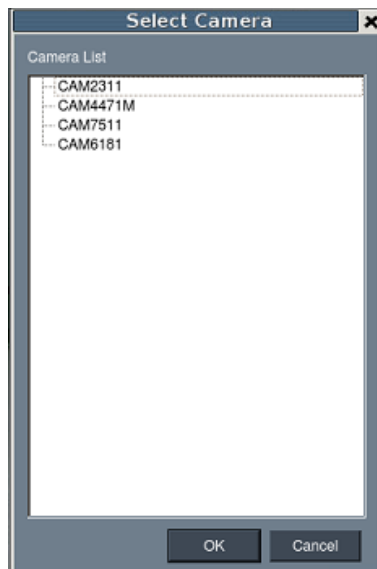 Select Camera
Camera List
CAM2311
CAM4471M
CAM7511
CAM6181
OK Cancel